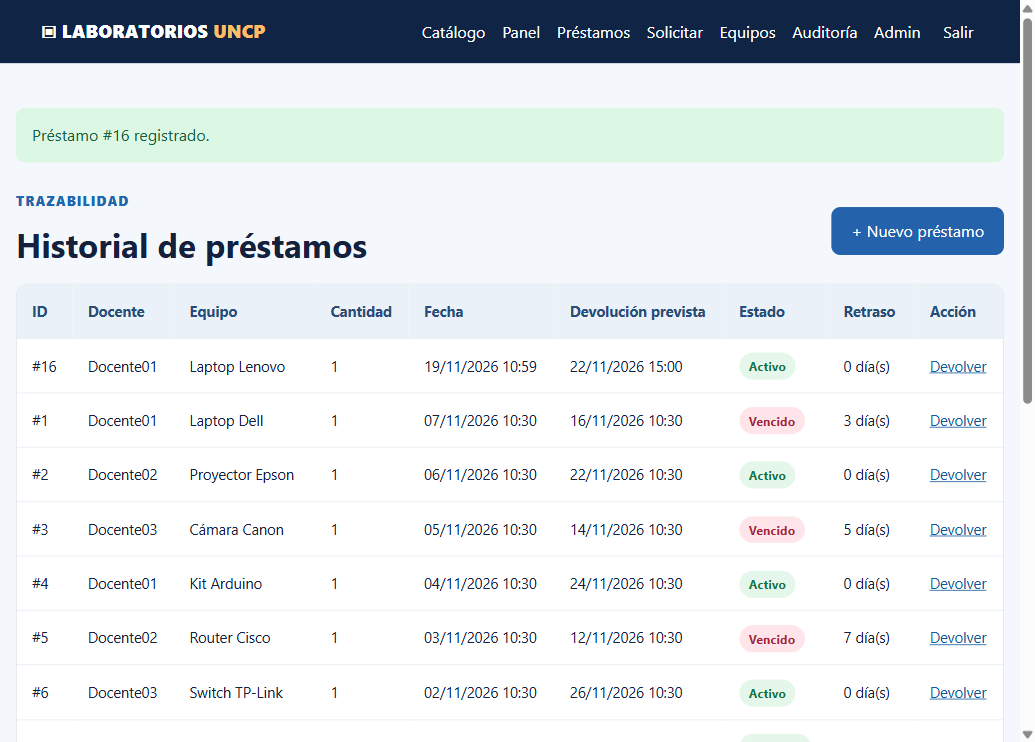 LABORATORIOS UNCP Catálogo Panel Préstamos Solicitar Equipos Auditoría Admin Salir
Préstamo #16 registrado.
TRAZABILIDAD
Historial de préstamos
+ Nuevo préstamo
ID Docente Equipo Cantidad Fecha Devolución prevista Estado Retraso Acción
#16 Docente01 Laptop Lenovo 1 19/11/2026 10:59 22/11/2026 15:00 Activo 0 día(s) Devolver
#1 Docente01 Laptop Dell 1 07/11/2026 10:30 16/11/2026 10:30 Vencido 3 día(s) Devolver
#2 Docente02 Proyector Epson 1 06/11/2026 10:30 22/11/2026 10:30 Activo 0 día(s) Devolver
#3 Docente03 Cámara Canon 1 05/11/2026 10:30 14/11/2026 10:30 Vencido 5 día(s) Devolver
#4 Docente01 Kit Arduino 1 04/11/2026 10:30 24/11/2026 10:30 Activo 0 día(s) Devolver
#5 Docente02 Router Cisco 1 03/11/2026 10:30 12/11/2026 10:30 Vencido 7 día(s) Devolver
#6 Docente03 Switch TP-Link 1 02/11/2026 10:30 26/11/2026 10:30 Activo 0 día(s) Devolver